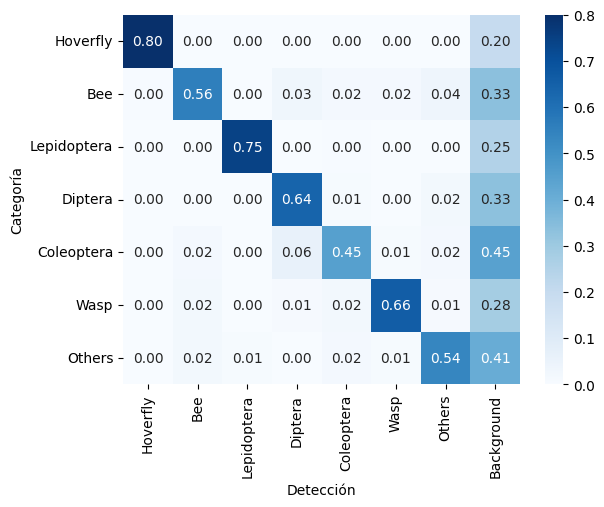 Categoría
Hoverfly 0.80 0.00 0.00 0.00 0.00 0.00 0.00 0.20
Bee 0.00 0.56 0.00 0.03 0.02 0.02 0.04 0.33
Lepidoptera 0.00 0.00 0.75 0.00 0.00 0.00 0.00 0.25
Diptera 0.00 0.00 0.00 0.64 0.01 0.00 0.02 0.33
Coleoptera 0.00 0.02 0.00 0.06 0.45 0.01 0.02 0.45
Wasp 0.00 0.02 0.00 0.01 0.02 0.66 0.01 0.28
Others 0.00 0.02 0.01 0.00 0.02 0.01 0.54 0.41
Hoverfly Bee Lepidoptera Diptera Coleoptera Wasp Others Background
Detección
0.8
0.7
0.6
0.5
0.4
0.3
0.2
0.1
0.0